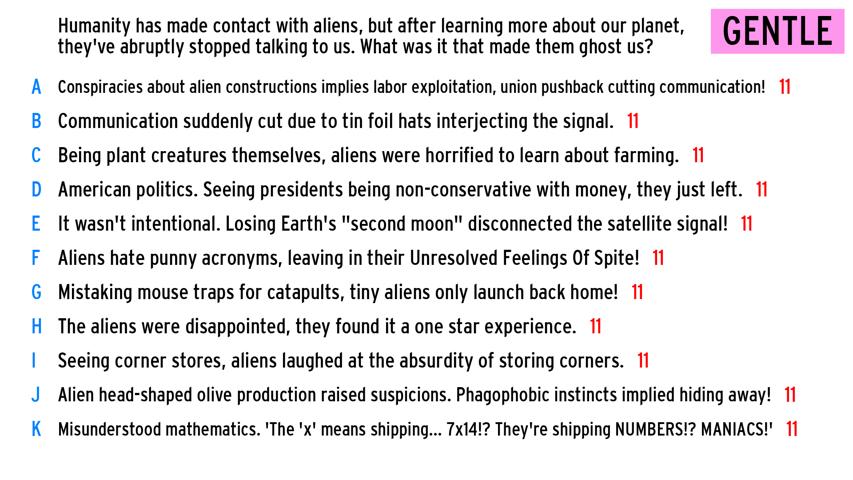 Humanity has made contact with aliens, but after learning more about our planet,
they've abruptly stopped talking to us. What was it that made them ghost us?
GENTLE
A Conspiracies about alien constructions implies labor exploitation, union pushback cutting communication! 11
B Communication suddenly cut due to tin foil hats interjecting the signal. 11
C Being plant creatures themselves, aliens were horrified to learn about farming. 11
D American politics. Seeing presidents being non-conservative with money, they just left. 11
E It wasn't intentional. Losing Earth's "second moon" disconnected the satellite signal! 11
F Aliens hate punny acronyms, leaving in their Unresolved Feelings Of Spite! 11
G Mistaking mouse traps for catapults, tiny aliens only launch back home! 11
H The aliens were disappointed, they found it a one star experience. 11
I Seeing corner stores, aliens laughed at the absurdity of storing corners. 11
J Alien head-shaped olive production raised suspicions. Phagophobic instincts implied hiding away! 11
K Misunderstood mathematics. 'The 'x' means shipping... 7x14!? They're shipping NUMBERS!? MANIACS!' 11